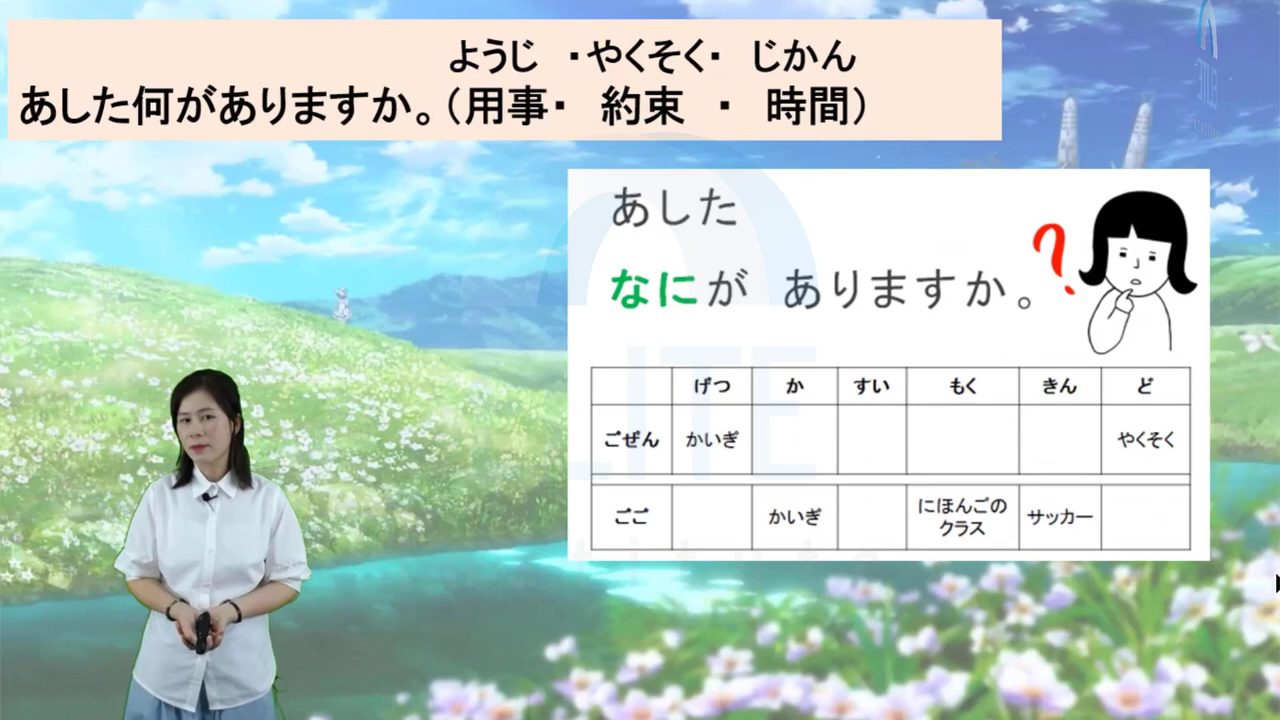 ようじ ・やくそく・ じかん
あした何がありますか。（用事・ 約束 ・ 時間）
あした
なにが ありますか。
げつ か すい もく きん ど
ごぜん かいぎ やくそく
ごご かいぎ にほんごの サッカー
クラス
JTE